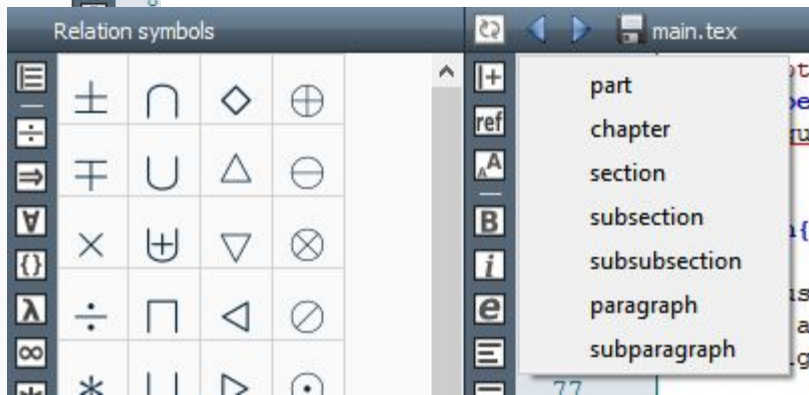 Relation symbols
main.tex
part
chapter
ref
section
subsection
subsubsection
paragraph
subparagraph
77